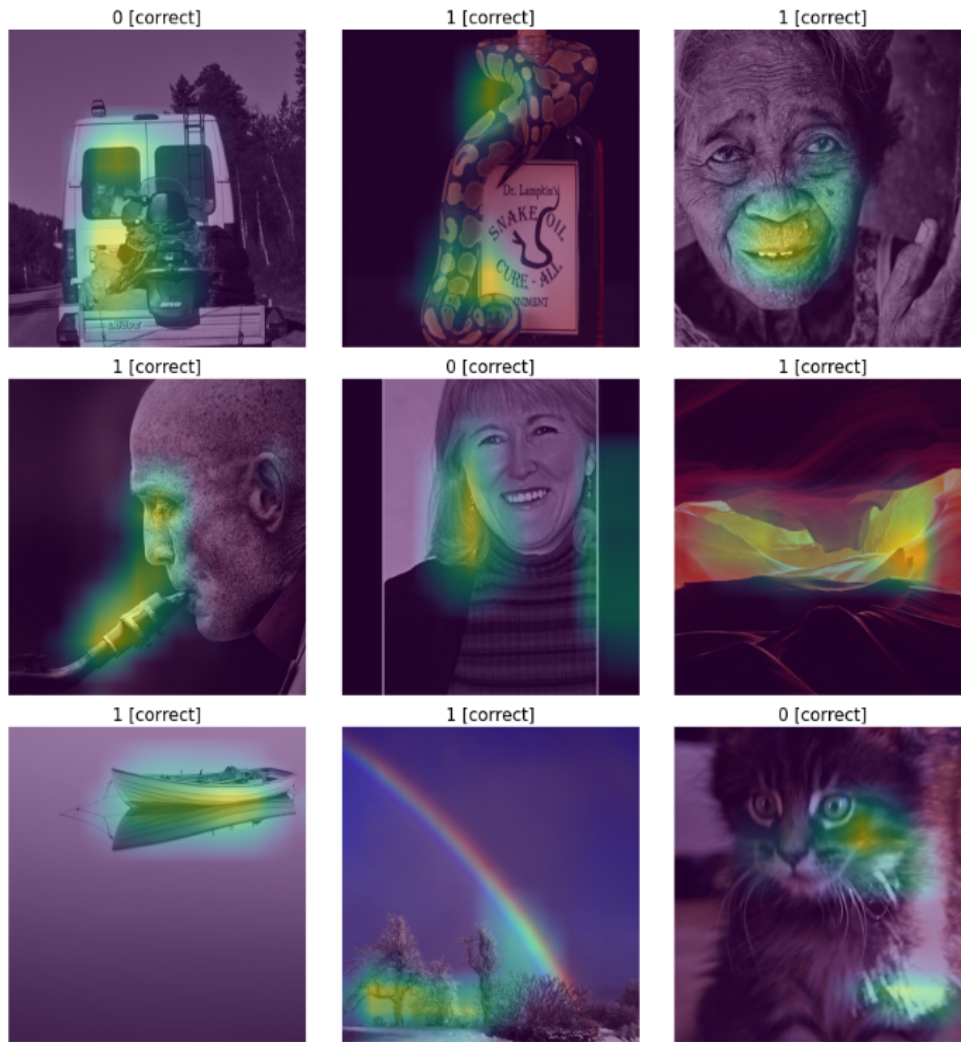 0 [correct]
1 [correct]
1 [correct]
Dr. Lampkin's
SNAKE OIL
CURE - ALL
LINIMENT
1 [correct]
0 [correct]
1 [correct]
1 [correct]
1 [correct]
0 [correct]